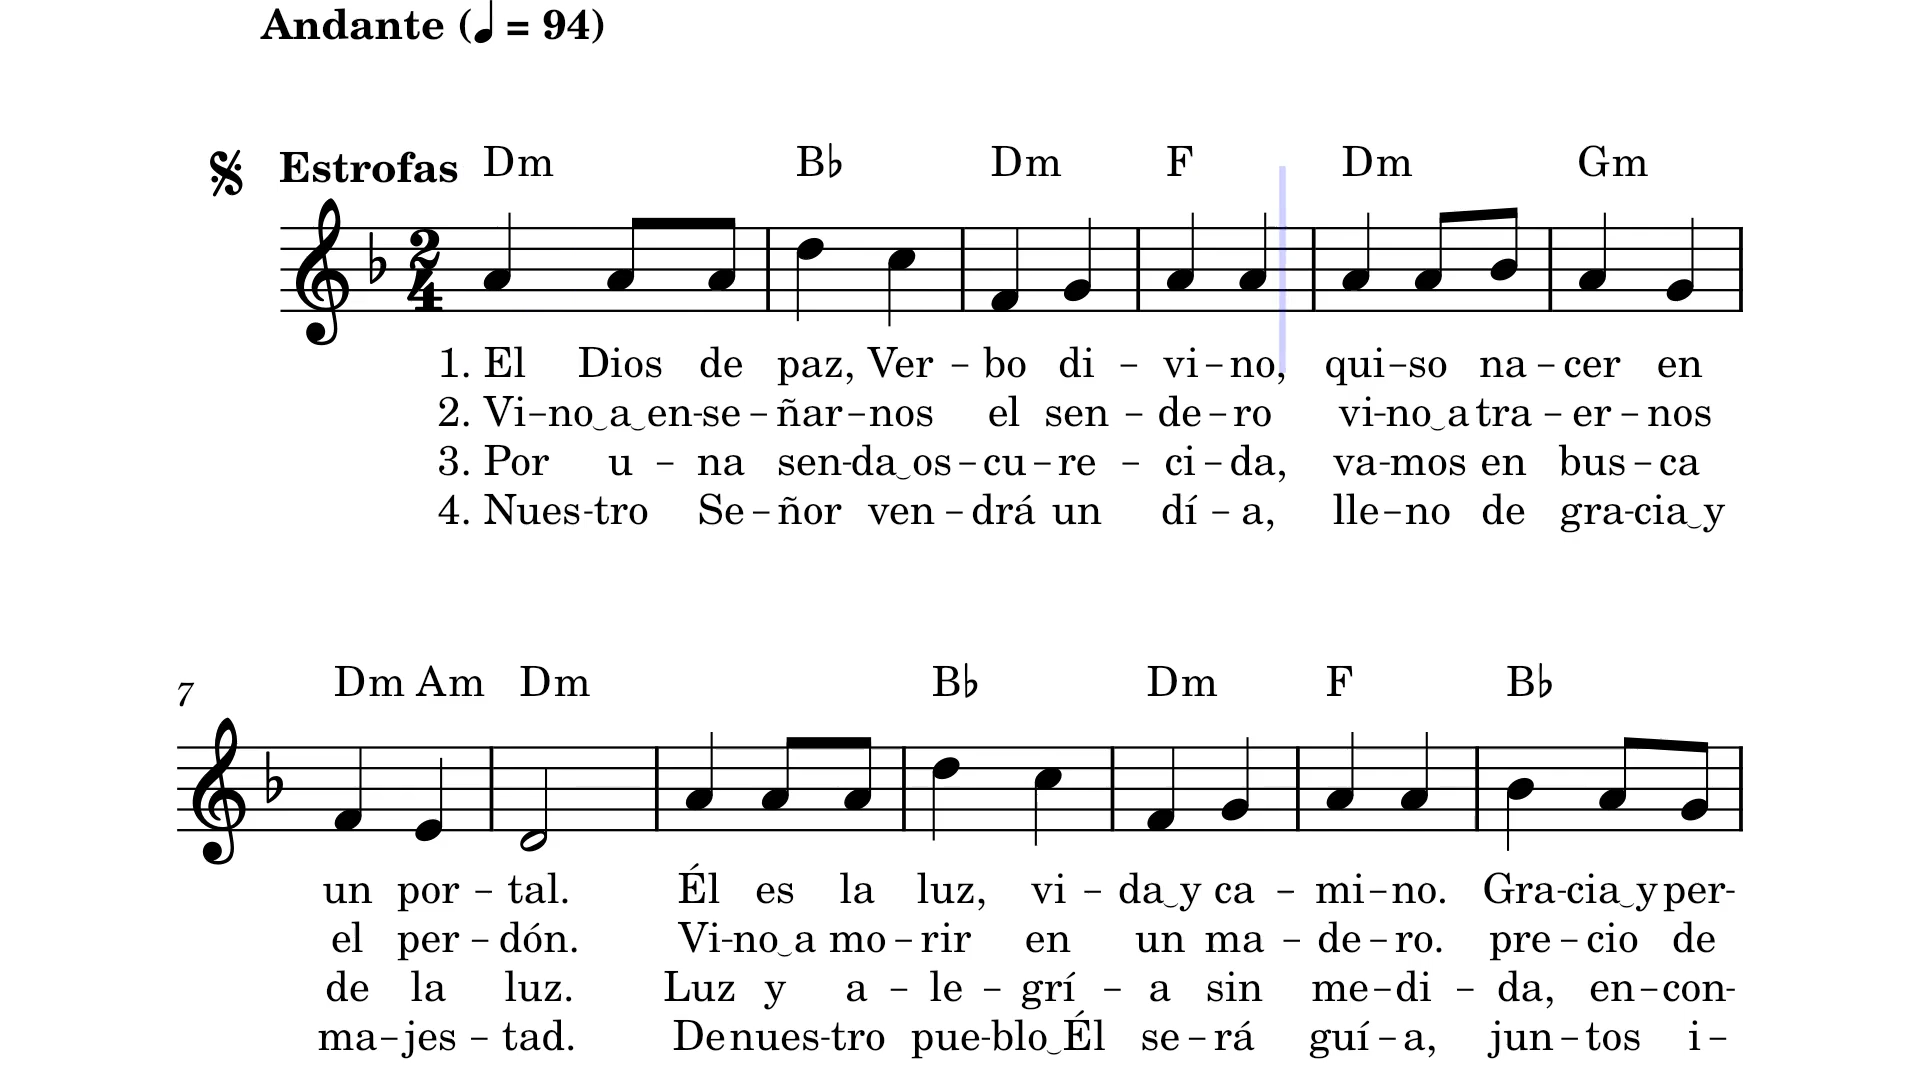 Andante (♩ = 94)
Estrofas Dm B♭ Dm F Dm Gm
2
4
1. El Dios de paz, Ver – bo di – vi – no, qui – so na – cer en
2. Vi – no‿a‿en - se – ñar – nos el sen – de – ro vi - no‿a tra – er – nos
3. Por u – na sen - da‿os – cu – re – ci – da, va - mos en bus – ca
4. Nues - tro Se – ñor ven – drá un dí – a, lle – no de gra - cia‿y
7 Dm Am Dm B♭ Dm F B♭
un por – tal. Él es la luz, vi – da‿y ca – mi – no. Gra - cia‿y per -
el per – dón. Vi - no‿a mo – rir en un ma – de – ro. pre – cio de
de la luz. Luz y a – le – grí – a sin me – di – da, en – con -
ma – jes – tad. De nues - tro pue - blo‿Él se – rá guí – a, jun – tos i –